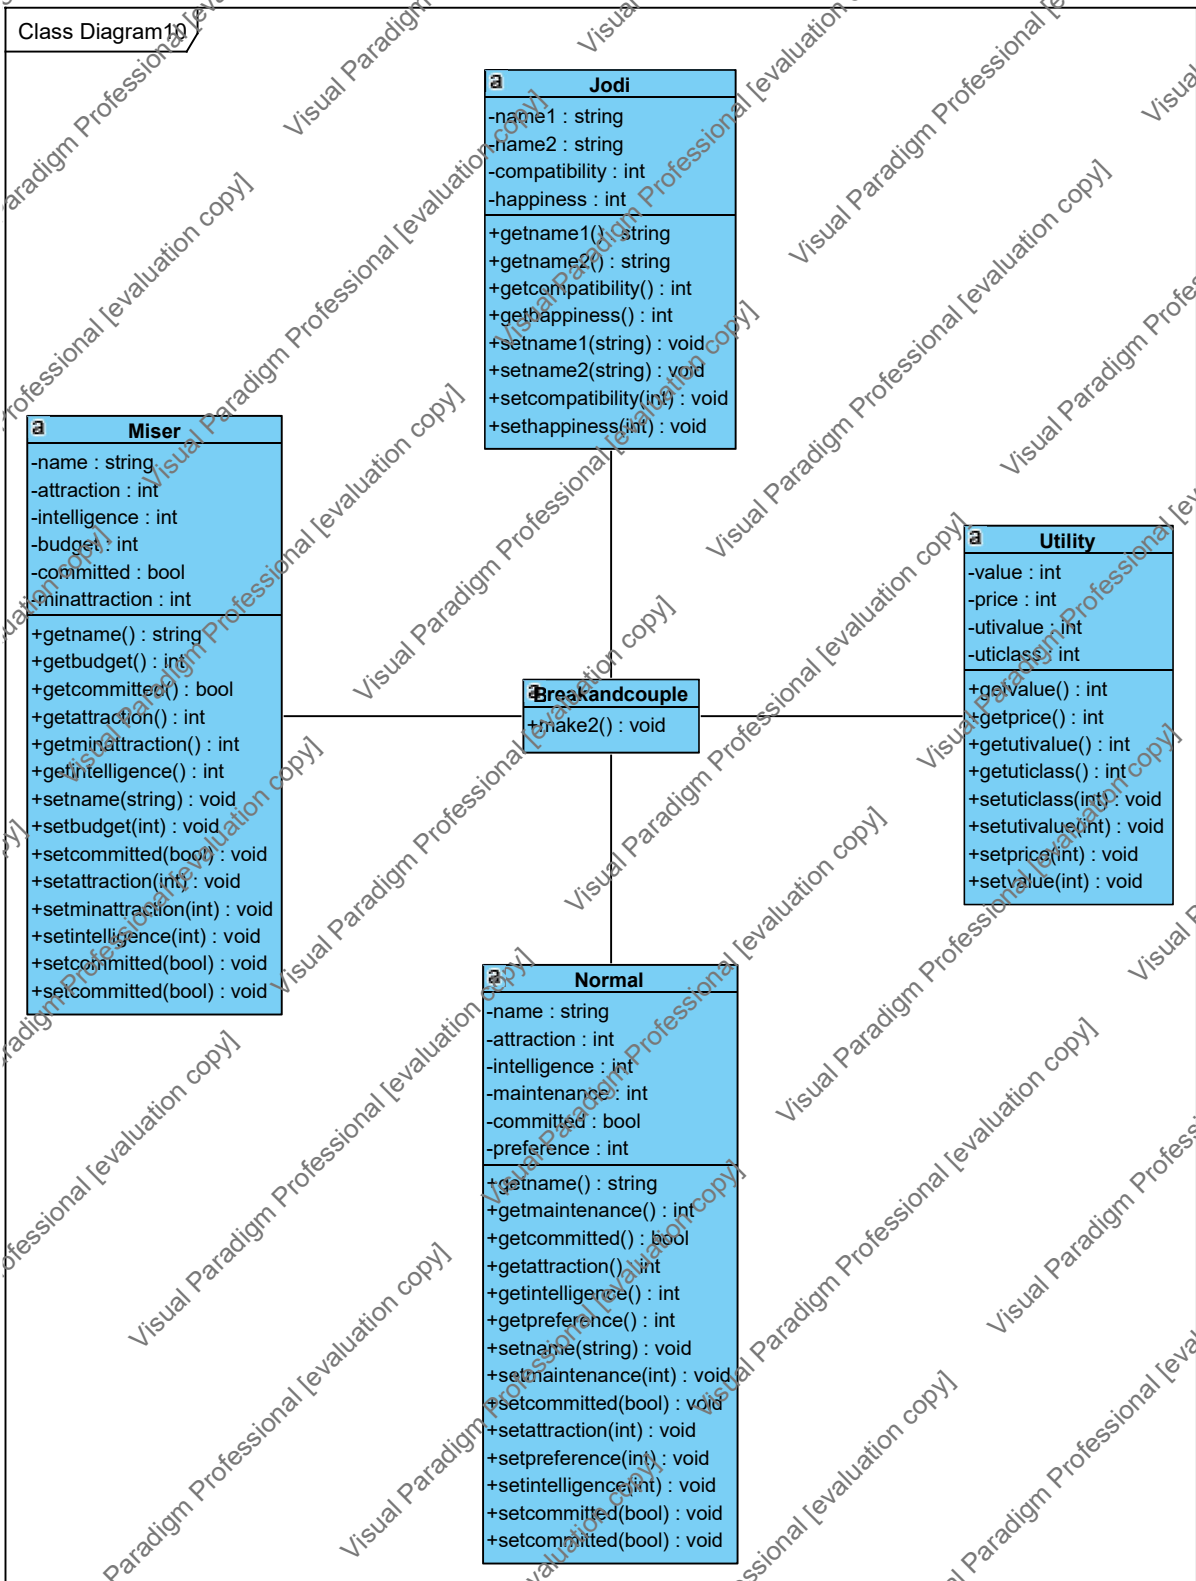 Class Diagram10
Jodi
-name1 : string
-name2 : string
-compatibility : int
-happiness : int
+getname1() : string
+getname2() : string
+getcompatibility() : int
+gethappiness() : int
+setname1(string) : void
+setname2(string) : void
+setcompatibility(int) : void
+sethappiness(int) : void
Miser
-name : string
-attraction : int
-intelligence : int
-budget : int
-committed : bool
-minattraction : int
+getname() : string
+getbudget() : int
+getcommitted() : bool
+getattraction() : int
+getminattraction() : int
+getintelligence() : int
+setname(string) : void
+setbudget(int) : void
+setcommitted(bool) : void
+setattraction(int) : void
+setminattraction(int) : void
+setintelligence(int) : void
+setcommitted(bool) : void
+setcommitted(bool) : void
Breakandcouple
+make2() : void
Utility
-value : int
-price : int
-utivalue : int
-uticlass : int
+getvalue() : int
+getprice() : int
+getutivalue() : int
+getuticlass() : int
+setuticlass(int) : void
+setutivalue(int) : void
+setprice(int) : void
+setvalue(int) : void
Normal
-name : string
-attraction : int
-intelligence : int
-maintenance : int
-committed : bool
-preference : int
+getname() : string
+getmaintenance() : int
+getcommitted() : bool
+getattraction() : int
+getintelligence() : int
+getpreference() : int
+setname(string) : void
+setmaintenance(int) : void
+setcommitted(bool) : void
+setattraction(int) : void
+setpreference(int) : void
+setintelligence(int) : void
+setcommitted(bool) : void
+setcommitted(bool) : void
Visual Paradigm Professional [evaluation copy]